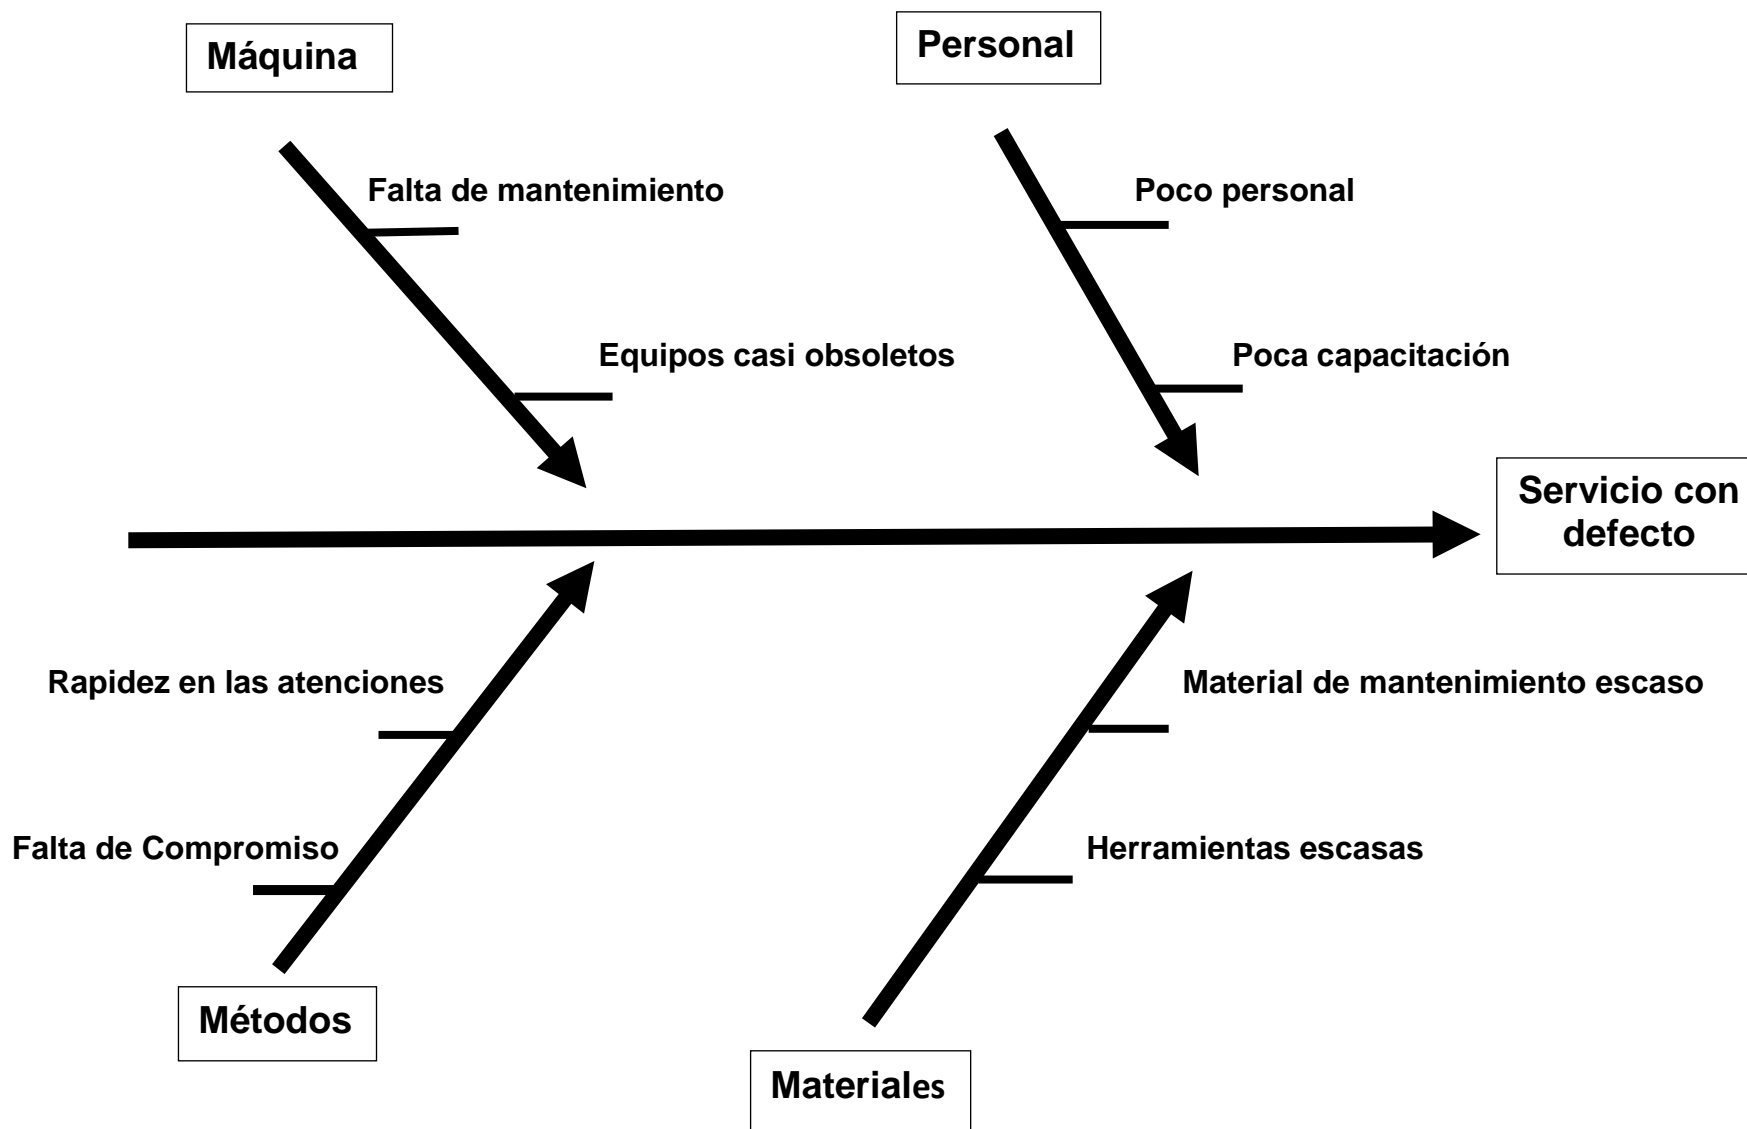 Máquina
Personal
Falta de mantenimiento
Poco personal
Equipos casi obsoletos
Poca capacitación
Servicio con
defecto
Rapidez en las atenciones
Material de mantenimiento escaso
Falta de Compromiso
Herramientas escasas
Métodos
Materiales